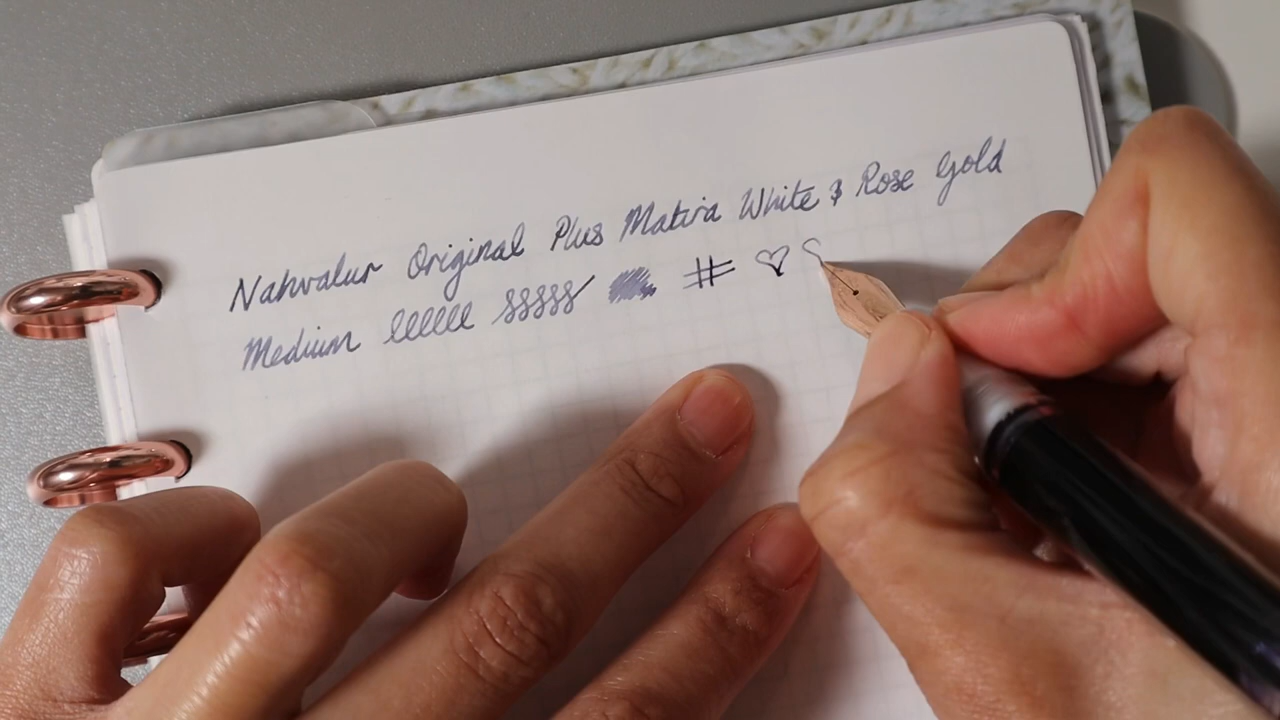 Nahvalur Original Plus Matira White & Rose Gold
Medium llllll sssss # ♡